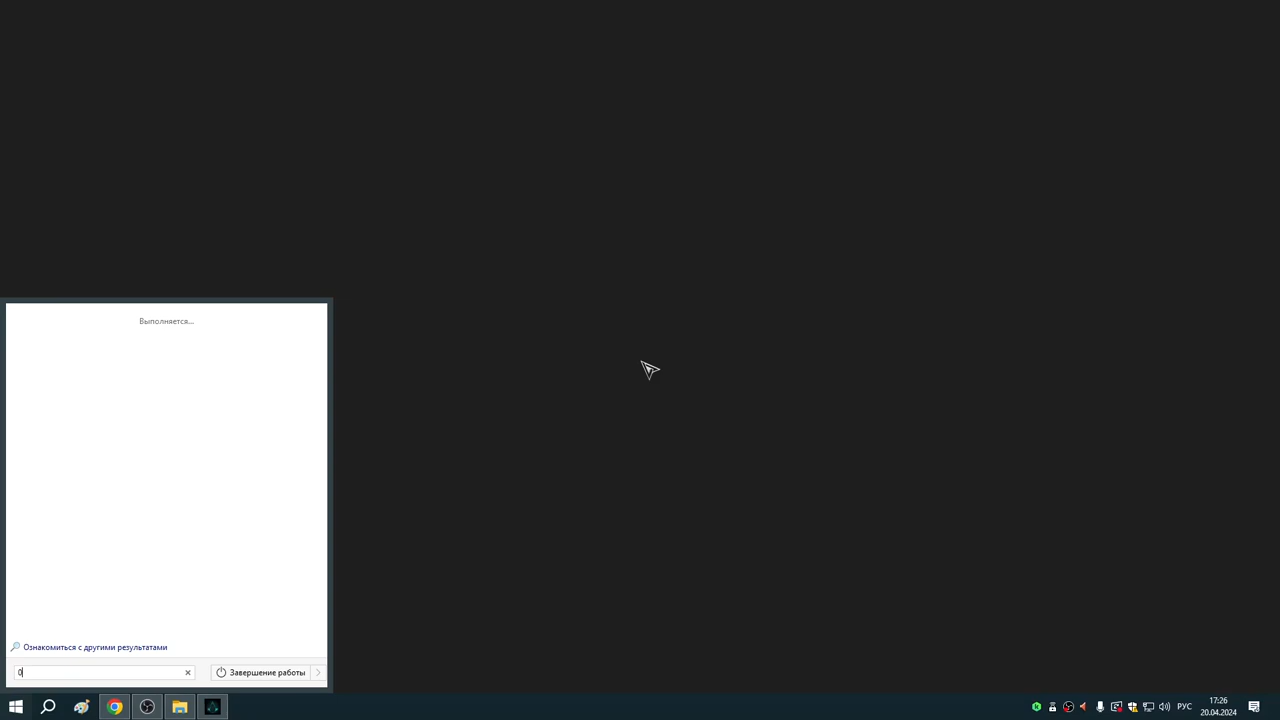 Выполняется...
Ознакомиться с другими результатами
0
Завершение работы
РУС
17:26
20.04.2024